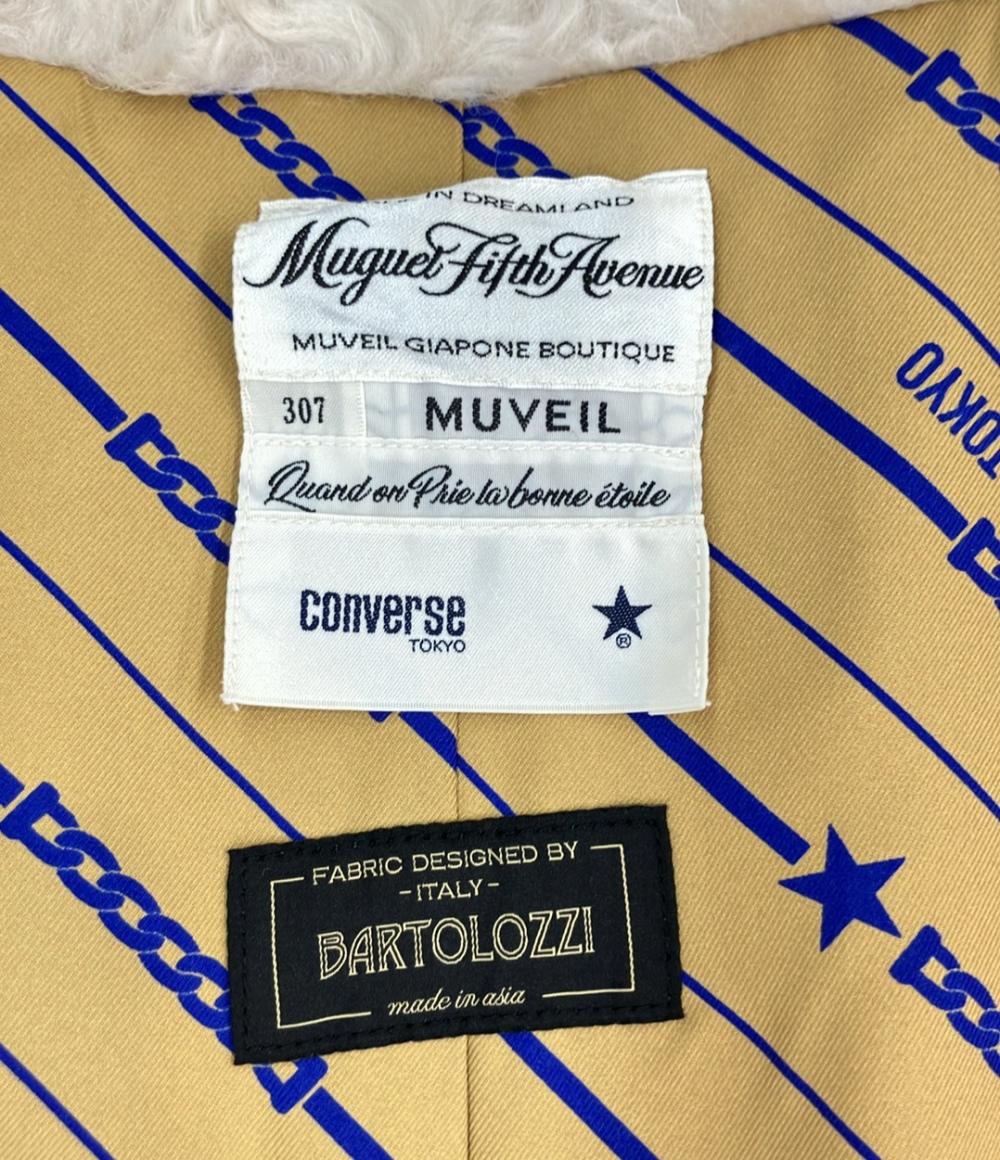 IN DREAMLAND
Muguet Fifth Avenue
MUVEIL GIAPONE BOUTIQUE
307 MUVEIL
Quand on Prie la bonne étoile
converse
TOKYO
®
TOKYO
FABRIC DESIGNED BY
-ITALY-
BARTOLOZZI
made in asia